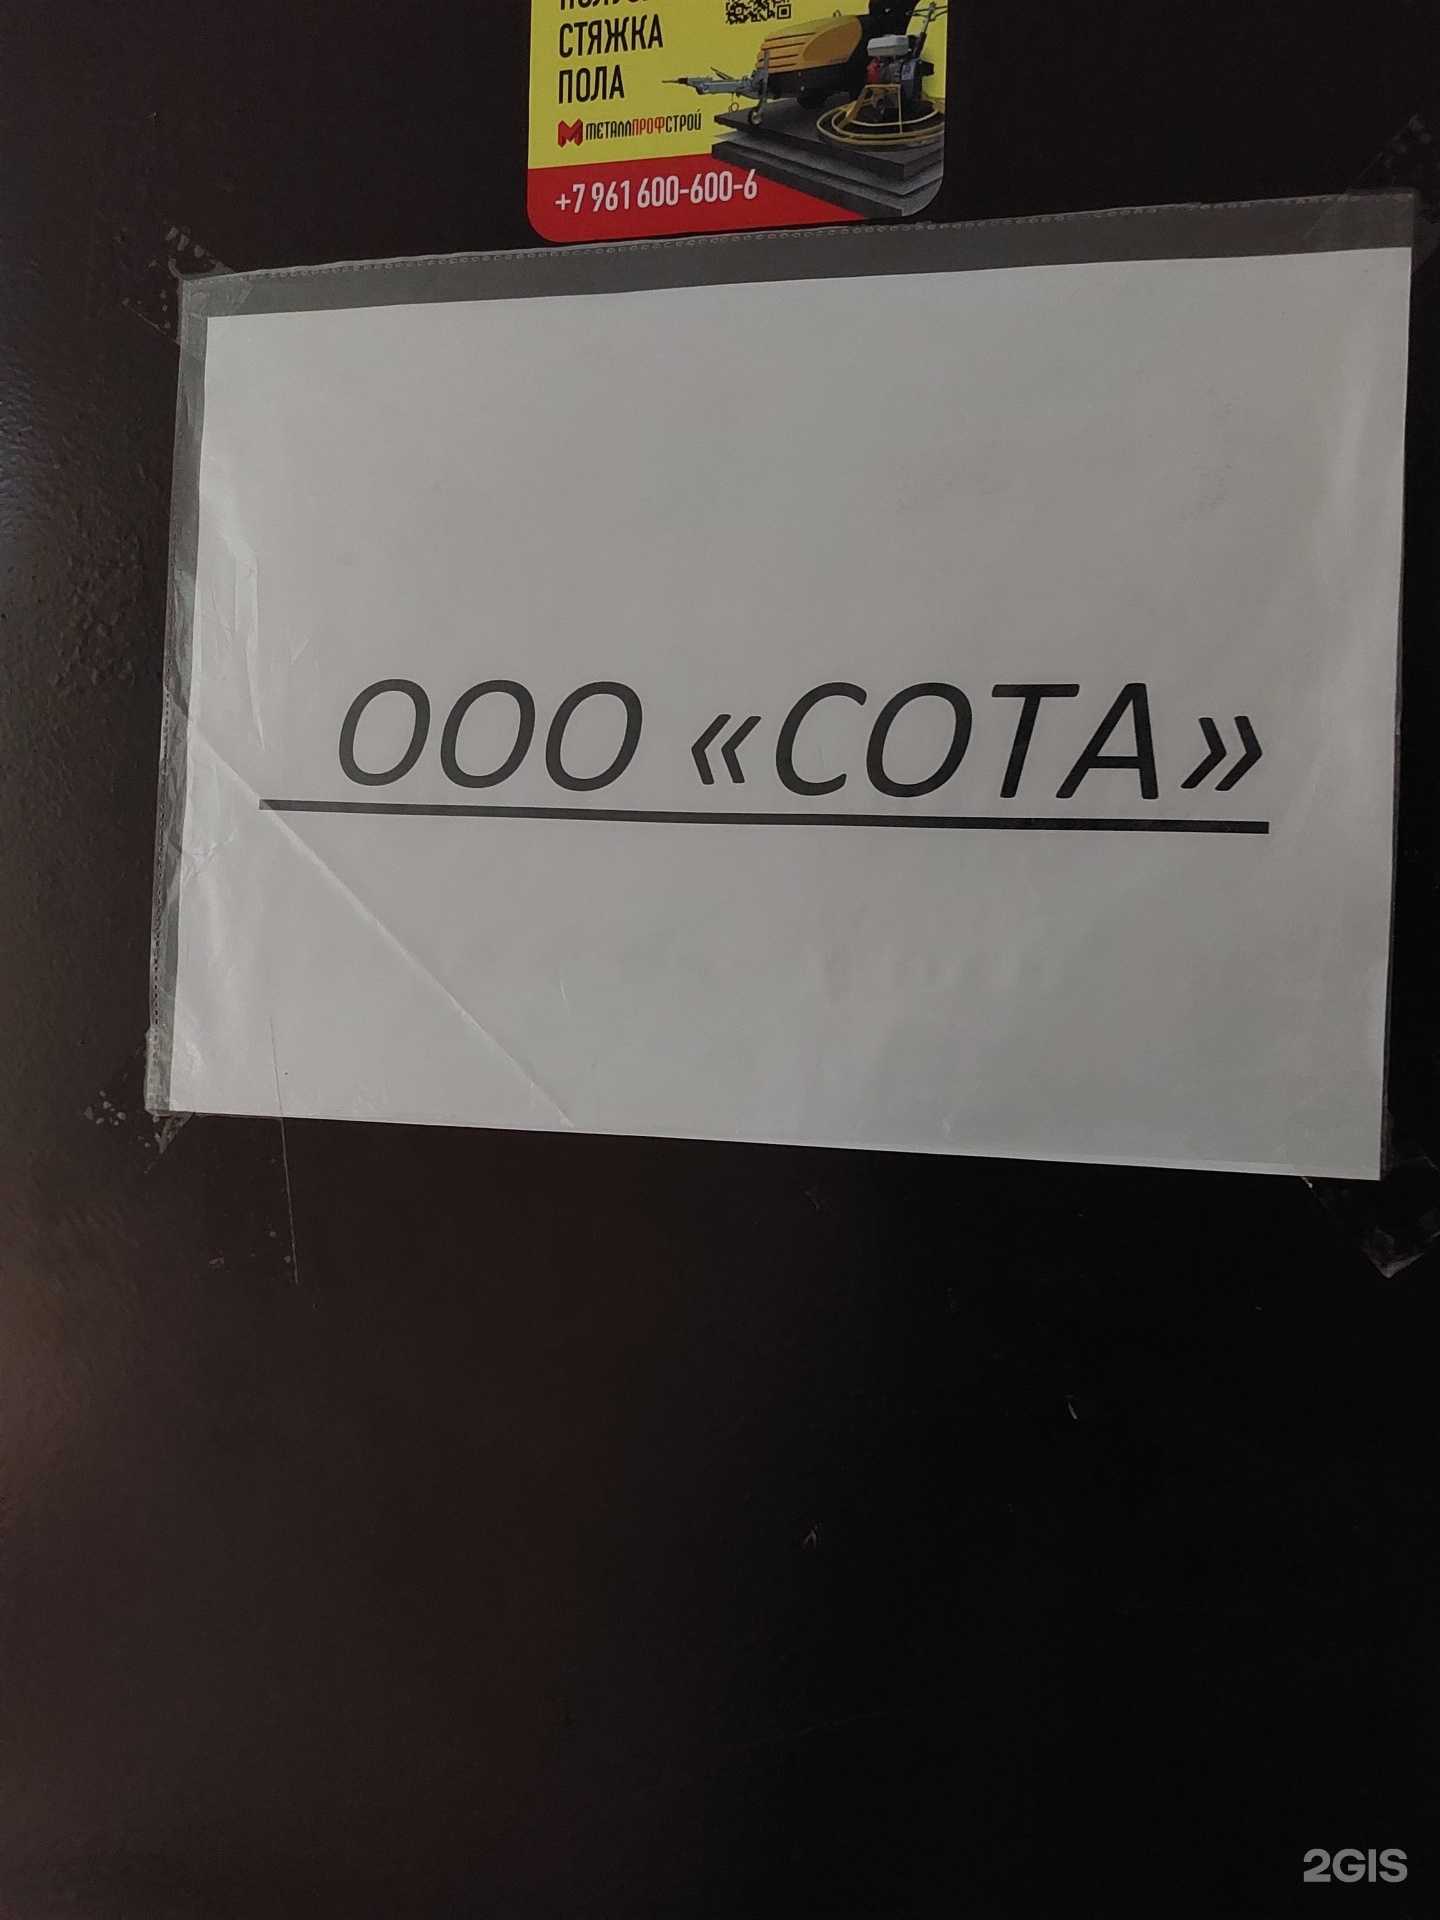 СТЯЖКА
ПОЛА
МЕТАЛЛПРОФСТРОЙ
+7 961 600-600-6
ООО «СОТА»
2GIS